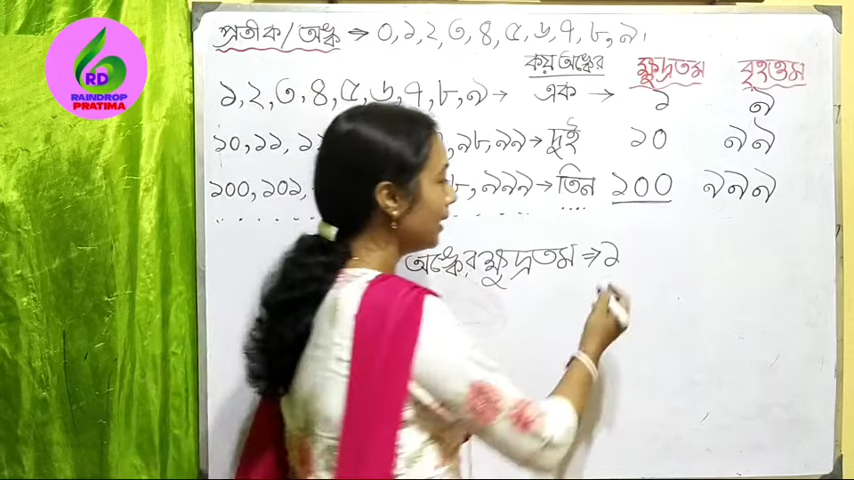 RD
RAINDROP
PRATIMA
প্রতীক/অঙ্ক → ০,১,২,৩,৪,৫,৬,৭,৮,৯।
কয় অঙ্কের ক্ষুদ্রতম বৃহত্তম
১,২,৩,৪,৫,৬,৭,৮,৯ → এক → ১ ৯
১০,১১, ,৯৮,৯৯ → দুই ১০ ৯৯
১০০,১০১, ,৯৯৯ → তিন ১০০ ৯৯৯
অঙ্কের ক্ষুদ্রতম ⇒ ১